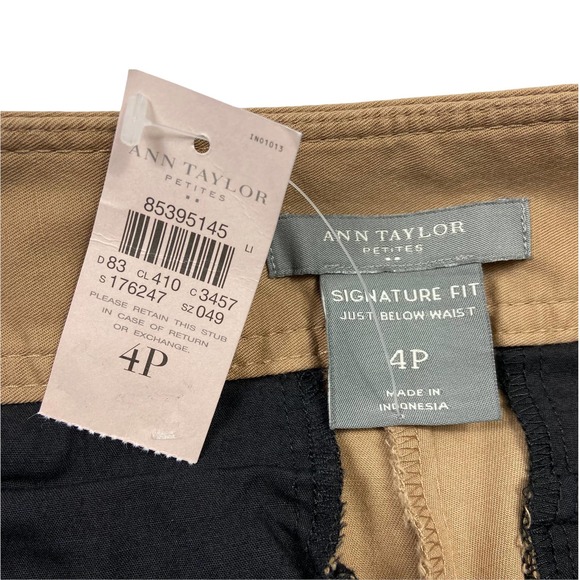 IN01013
ANN TAYLOR
PETITES
★★
85395145
LI
D 83 CL 410 C 3457
S 176247 SZ 049
PLEASE RETAIN THIS STUB
IN CASE OF RETURN
OR EXCHANGE.
4P
ANN TAYLOR
PETITES
★★
SIGNATURE FIT
JUST BELOW WAIST
4P
MADE IN
INDONESIA